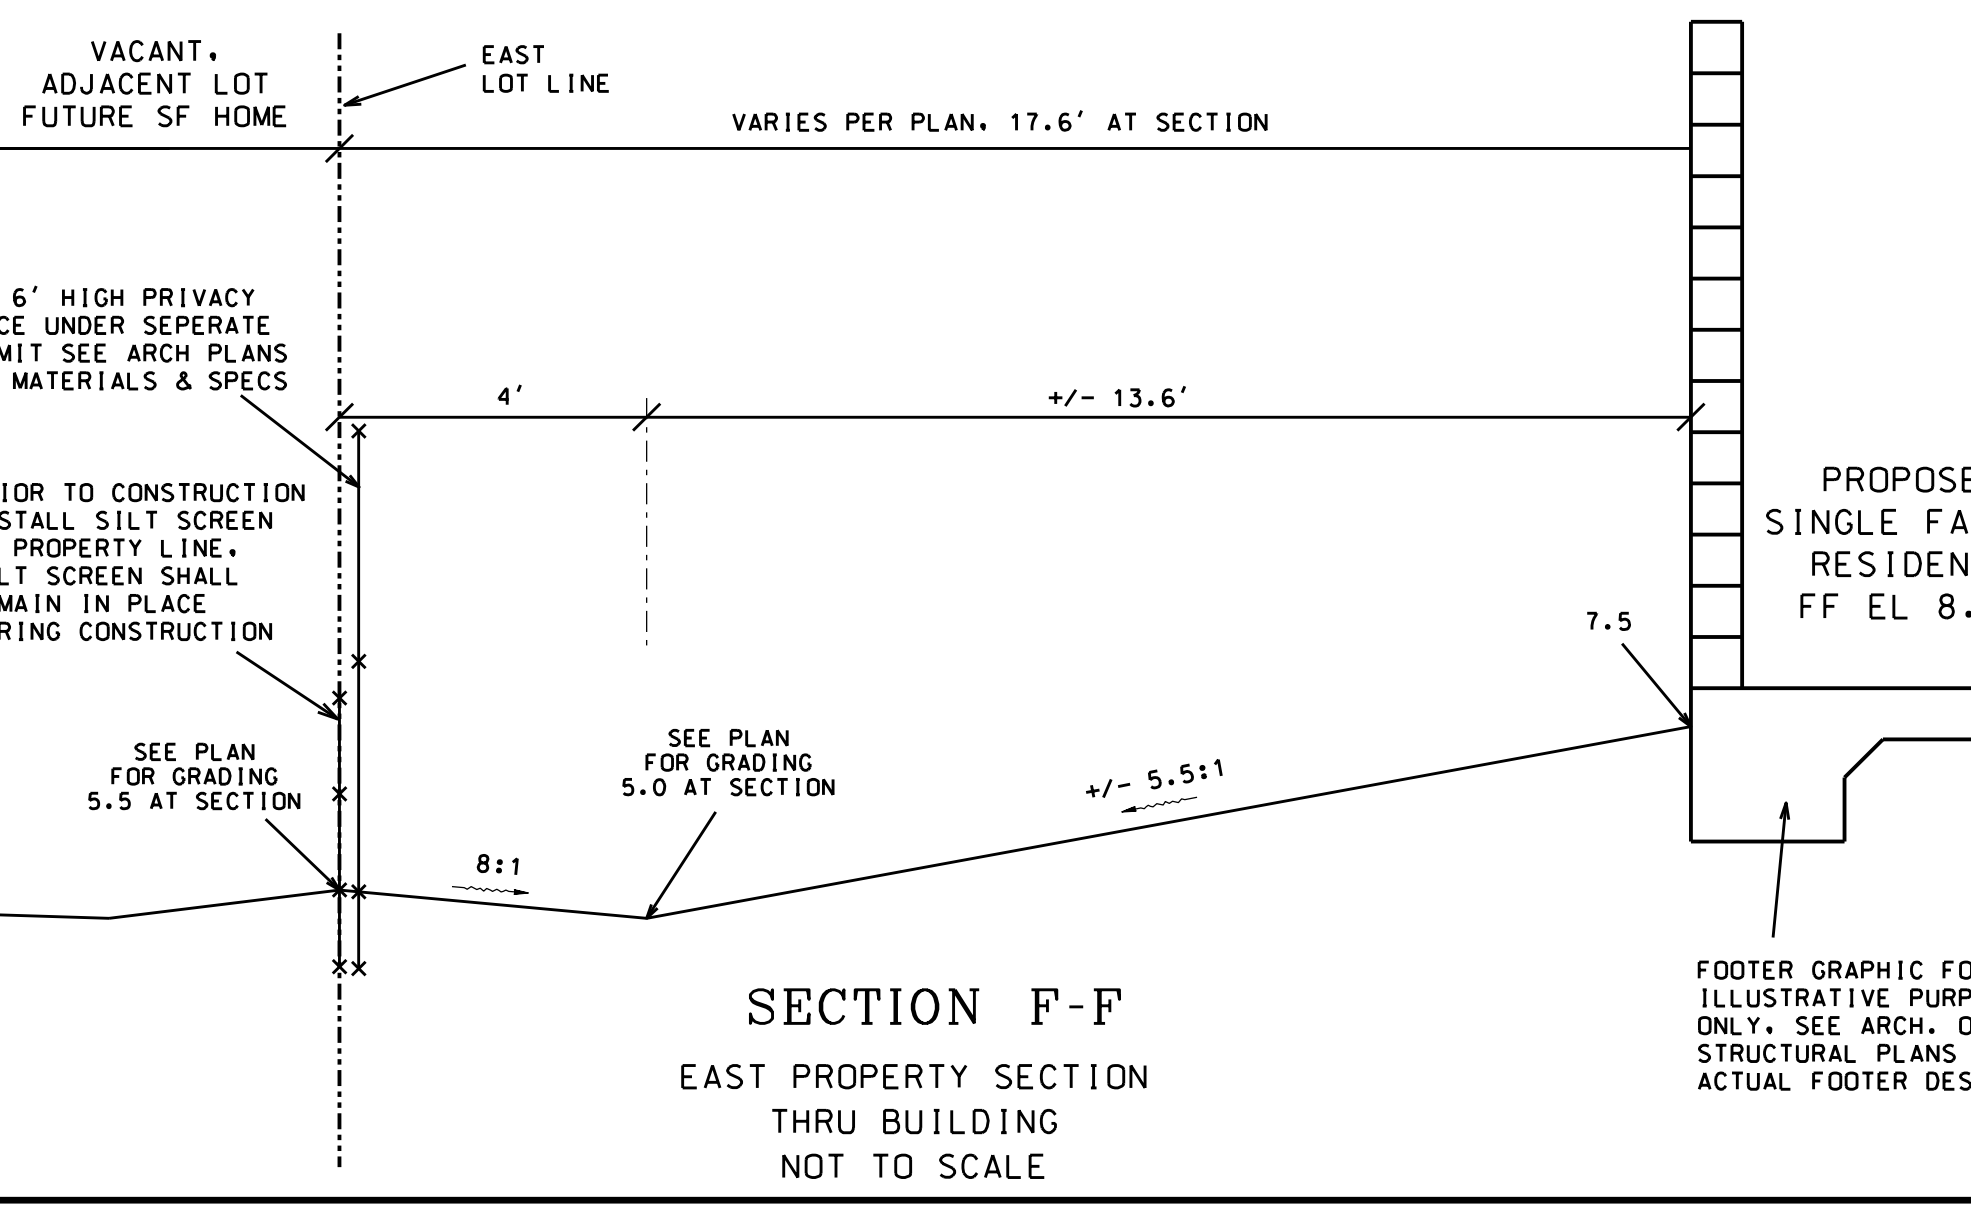 VACANT,
ADJACENT LOT
FUTURE SF HOME
EAST
LOT LINE
VARIES PER PLAN, 17.6' AT SECTION
6' HIGH PRIVACY
CE UNDER SEPERATE
MIT SEE ARCH PLANS
MATERIALS & SPECS
4'
+/- 13.6'
IOR TO CONSTRUCTION
STALL SILT SCREEN
PROPERTY LINE.
LT SCREEN SHALL
MAIN IN PLACE
RING CONSTRUCTION
PROPOSE
SINGLE FA
RESIDEN
FF EL 8.
7.5
SEE PLAN
FOR GRADING
5.5 AT SECTION
SEE PLAN
FOR GRADING
5.0 AT SECTION
+/- 5.5:1
8:1
FOOTER GRAPHIC FO
ILLUSTRATIVE PURP
ONLY, SEE ARCH. O
STRUCTURAL PLANS
ACTUAL FOOTER DES
SECTION F-F
EAST PROPERTY SECTION
THRU BUILDING
NOT TO SCALE